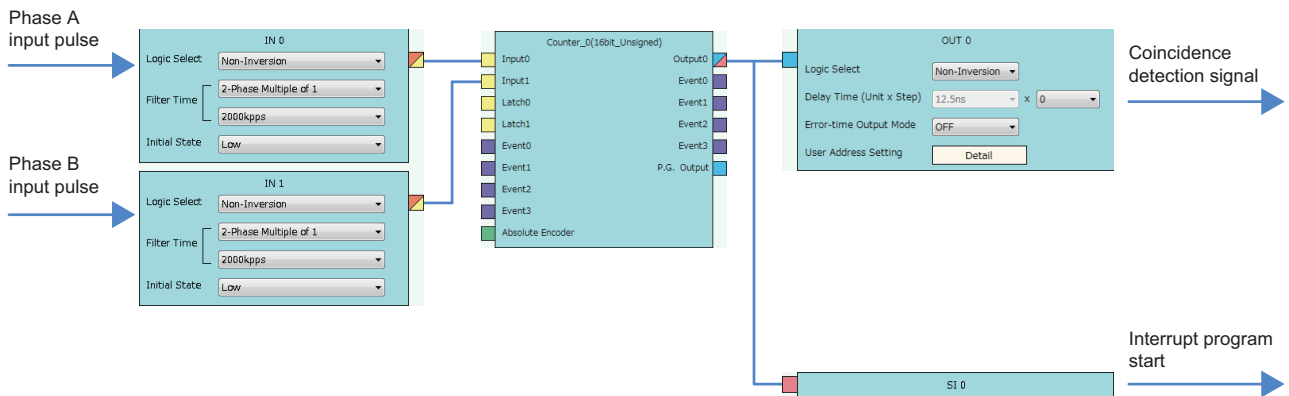 Phase A
input pulse
IN 0
Logic Select
Non-Inversion
Filter Time
2-Phase Multiple of 1
2000kpps
Initial State
Low
Phase B
input pulse
IN 1
Logic Select
Non-Inversion
Filter Time
2-Phase Multiple of 1
2000kpps
Initial State
Low
Counter_0(16bit_Unsigned)
Input0 Output0
Input1 Event0
Latch0 Event1
Latch1 Event2
Event0 Event3
Event1 P.G. Output
Event2
Event3
Absolute Encoder
OUT 0
Logic Select Non-Inversion
Delay Time (Unit x Step) 12.5ns x 0
Error-time Output Mode OFF
User Address Setting Detail
Coincidence
detection signal
SI 0
Interrupt program
start